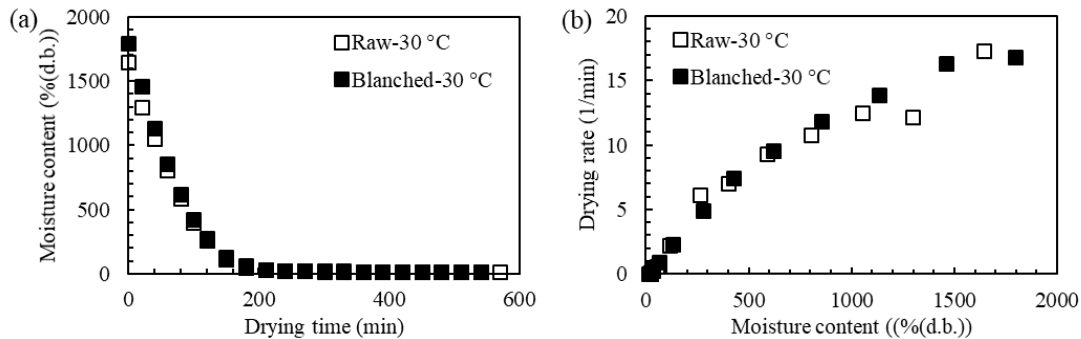 (a)
2000
1500
1000
500
0
Moisture content (%(d.b.))
Raw-30 °C
Blanched-30 °C
0
200
400
600
Drying time (min)
(b)
20
15
10
5
0
Drying rate (1/min)
Raw-30 °C
Blanched-30 °C
0
500
1000
1500
2000
Moisture content ((%(d.b.))